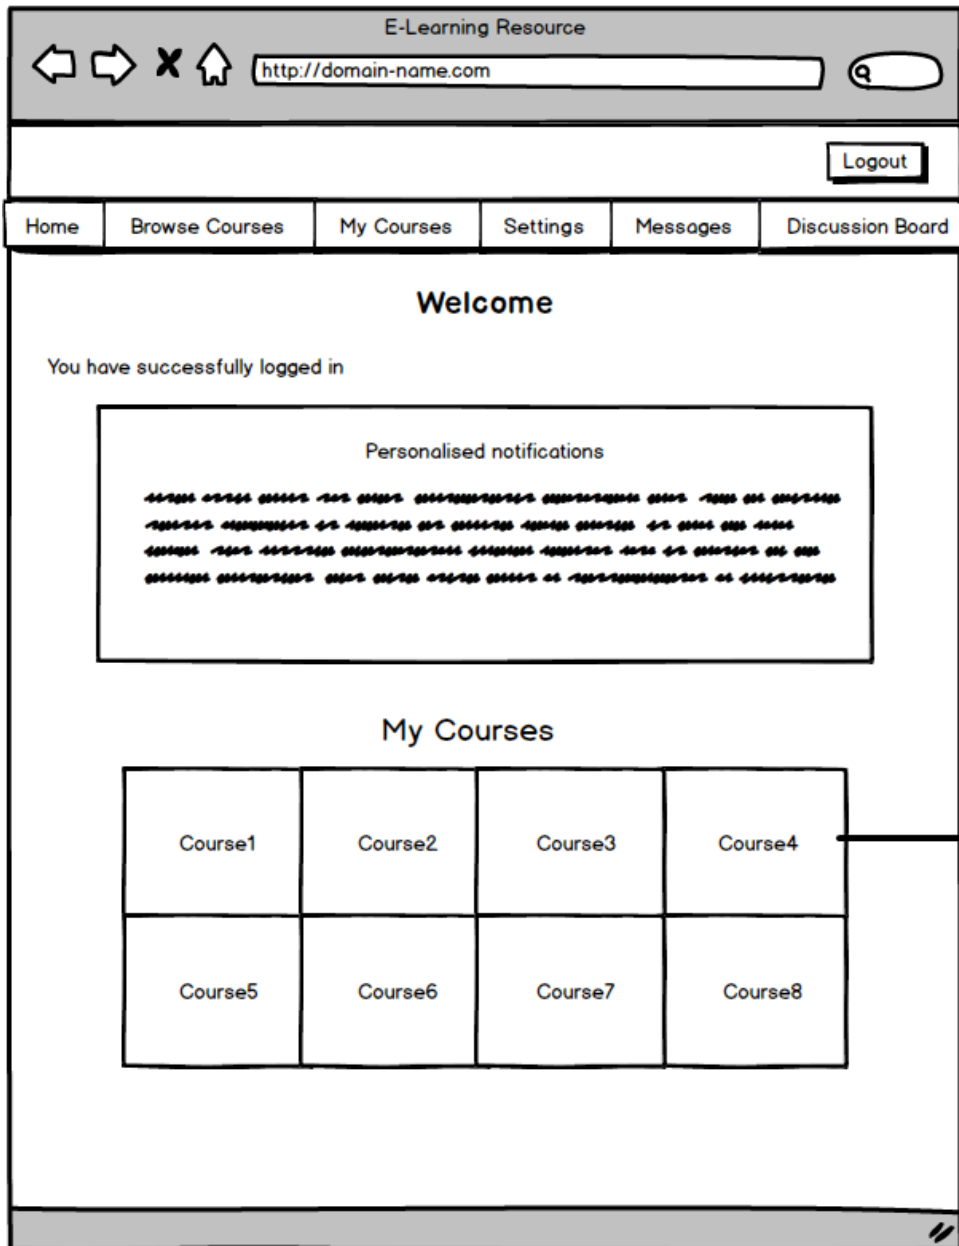 E-Learning Resource
http://domain-name.com
Logout
Home Browse Courses My Courses Settings Messages Discussion Board
Welcome
You have successfully logged in
Personalised notifications
My Courses
Course1 Course2 Course3 Course4
Course5 Course6 Course7 Course8